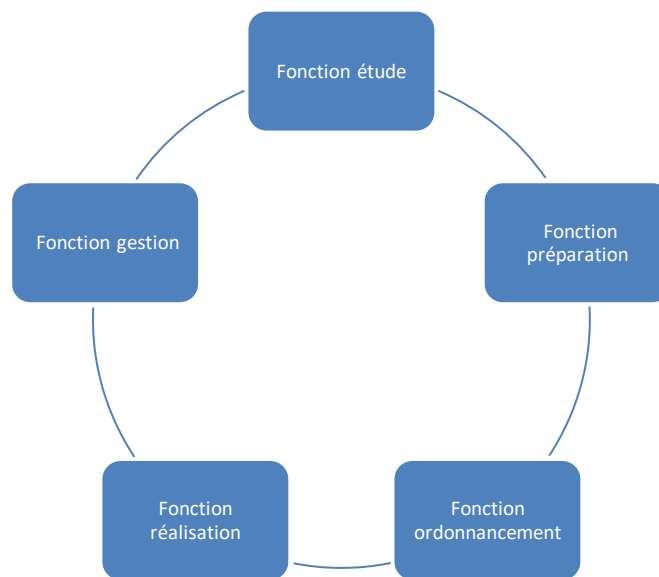 Fonction étude
Fonction
préparation
Fonction
ordonnancement
Fonction
réalisation
Fonction gestion